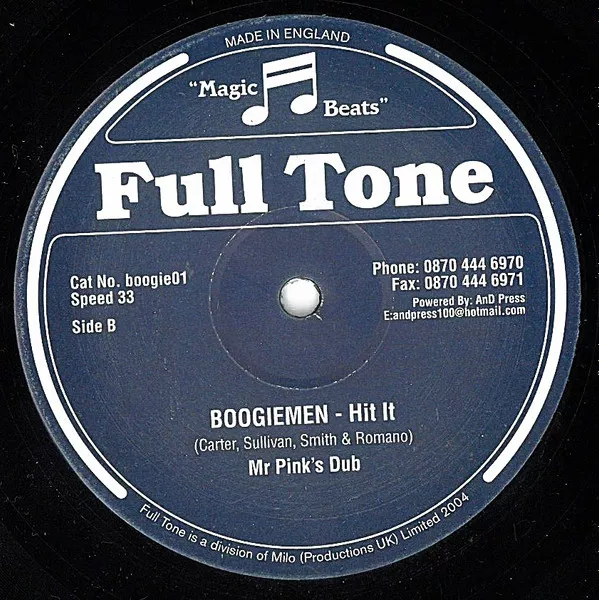 MADE IN ENGLAND
"Magic
Beats"
Full Tone
Cat No. boogie01
Speed 33
Side B
Phone: 0870 444 6970
Fax: 0870 444 6971
Powered By: AnD Press
E:andpress100@hotmail.com
BOOGIEMEN - Hit It
(Carter, Sullivan, Smith & Romano)
Mr Pink's Dub
Full Tone is a division of Milo (Productions UK) Limited 2004